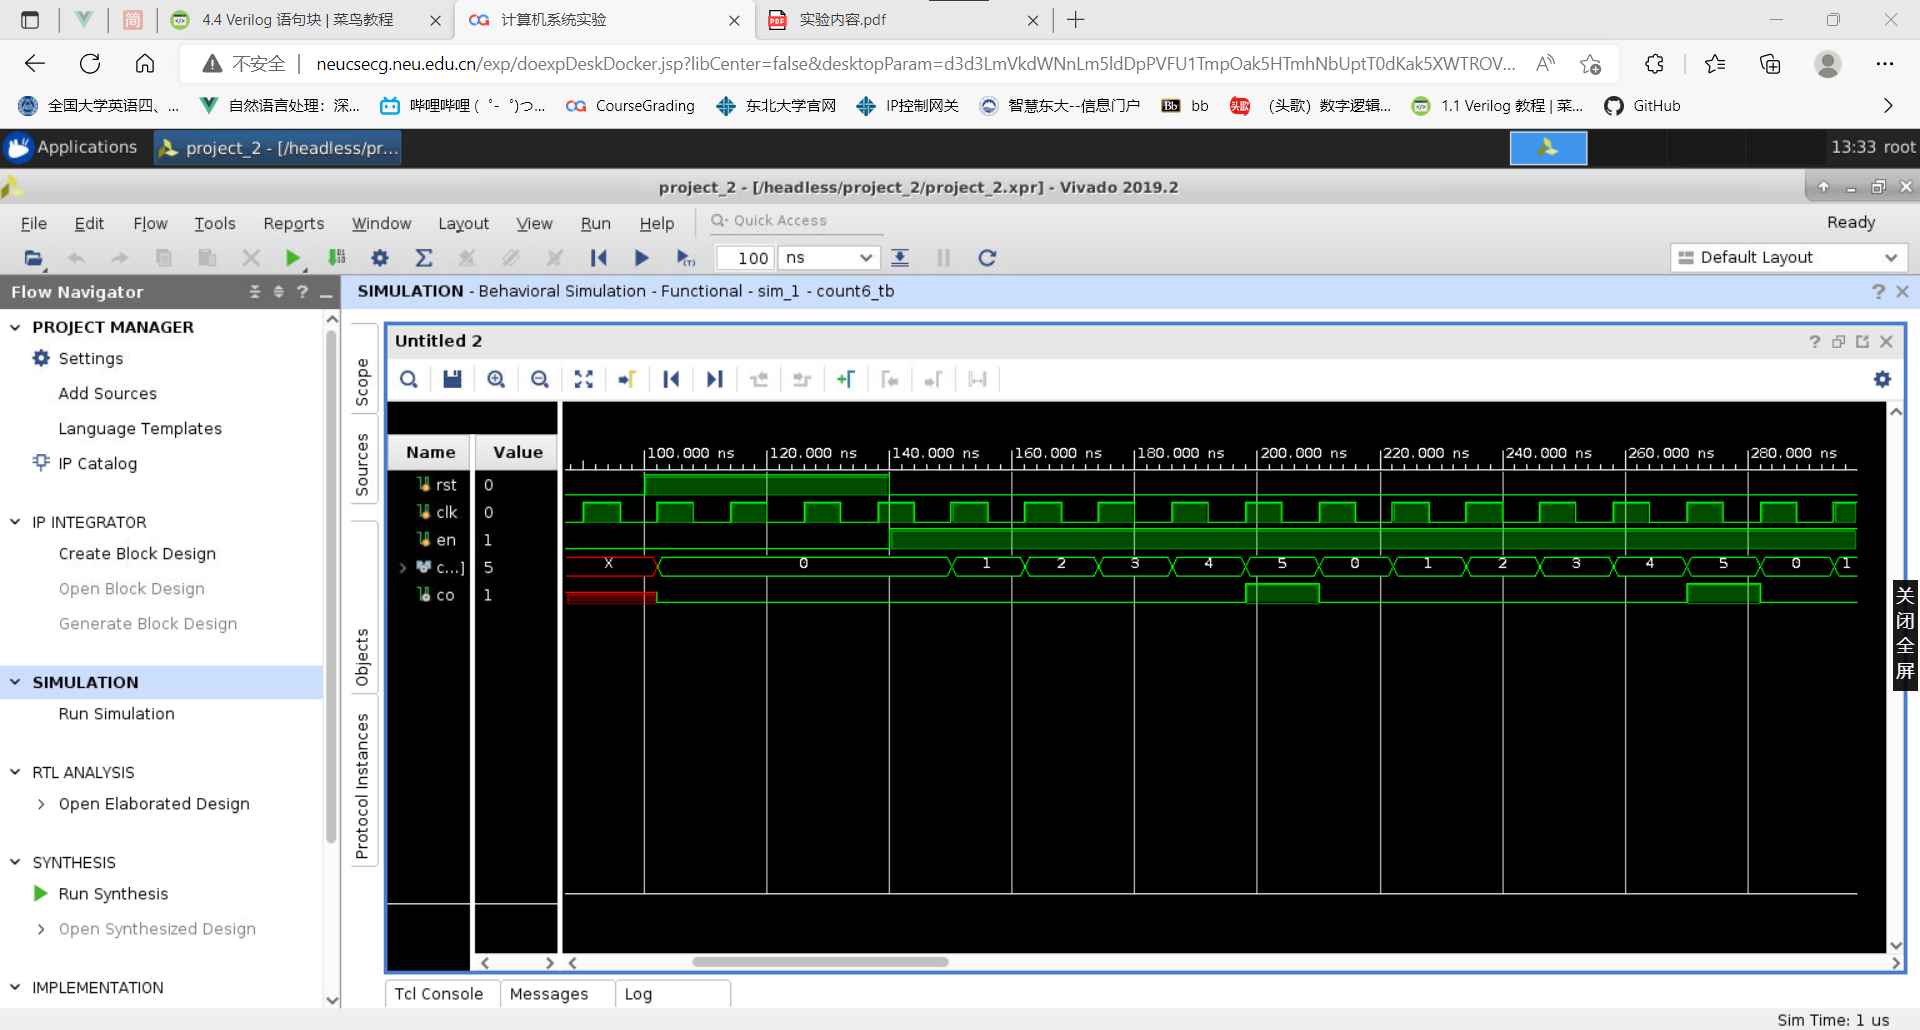 简 4.4 Verilog 语句块 | 菜鸟教程 CG 计算机系统实验 PDF 实验内容.pdf
不安全 neucsecg.neu.edu.cn/exp/doexpDeskDocker.jsp?libCenter=false&desktopParam=d3d3LmVkdWNnLm5ldDpPVFU1TmpOak5HTmhNbUptT0dKak5XWTROV...
全国大学英语四、... 自然语言处理：深... 哔哩哔哩 (゜-゜)つ... CG CourseGrading 东北大学官网 IP控制网关 智慧东大--信息门户 Bb bb 头歌 （头歌）数字逻辑... 1.1 Verilog 教程 | 菜... GitHub
Applications project_2 - [/headless/pr... 13:33 root
project_2 - [/headless/project_2/project_2.xpr] - Vivado 2019.2
File Edit Flow Tools Reports Window Layout View Run Help Quick Access Ready
100 ns Default Layout
Flow Navigator SIMULATION - Behavioral Simulation - Functional - sim_1 - count6_tb
PROJECT MANAGER
Settings
Add Sources
Language Templates
IP Catalog
IP INTEGRATOR
Create Block Design
Open Block Design
Generate Block Design
SIMULATION
Run Simulation
RTL ANALYSIS
Open Elaborated Design
SYNTHESIS
Run Synthesis
Open Synthesized Design
IMPLEMENTATION
Scope
Sources
Objects
Protocol Instances
Untitled 2
Name Value 100.000 ns 120.000 ns 140.000 ns 160.000 ns 180.000 ns 200.000 ns 220.000 ns 240.000 ns 260.000 ns 280.000 ns
rst 0
clk 0
en 1
c...] 5 X 0 1 2 3 4 5 0 1 2 3 4 5 0 1
co 1
关闭全屏
Tcl Console Messages Log
Sim Time: 1 us